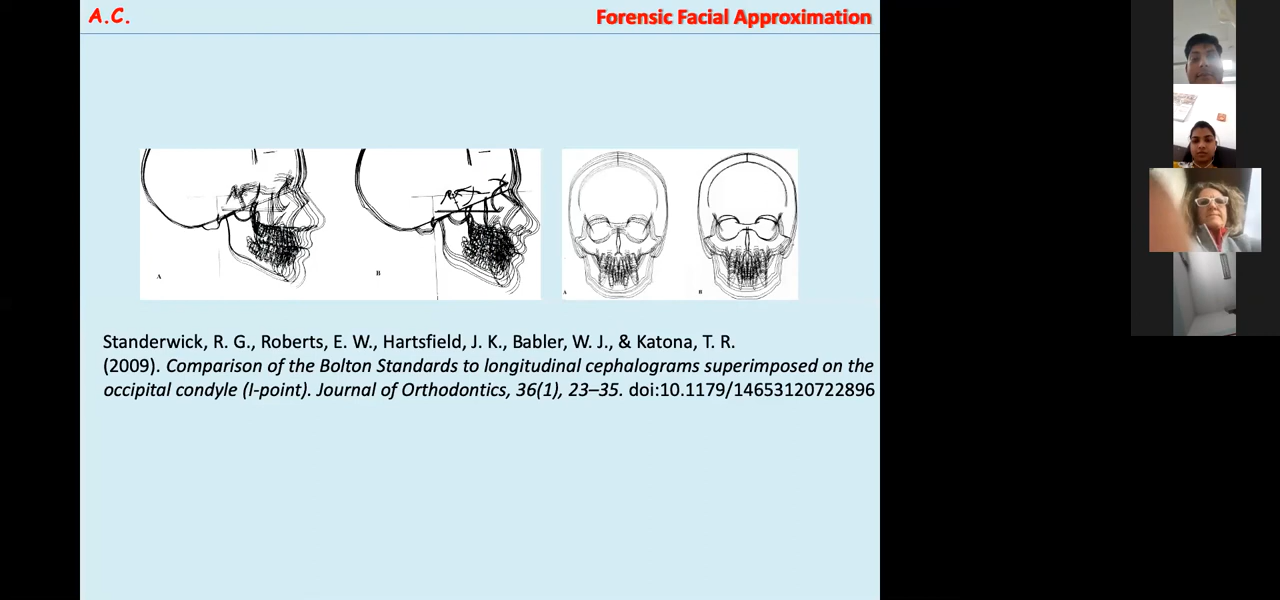 A.C.
Forensic Facial Approximation
A
B
A
B
Standerwick, R. G., Roberts, E. W., Hartsfield, J. K., Babler, W. J., & Katona, T. R.
(2009). Comparison of the Bolton Standards to longitudinal cephalograms superimposed on the
occipital condyle (I-point). Journal of Orthodontics, 36(1), 23–35. doi:10.1179/14653120722896